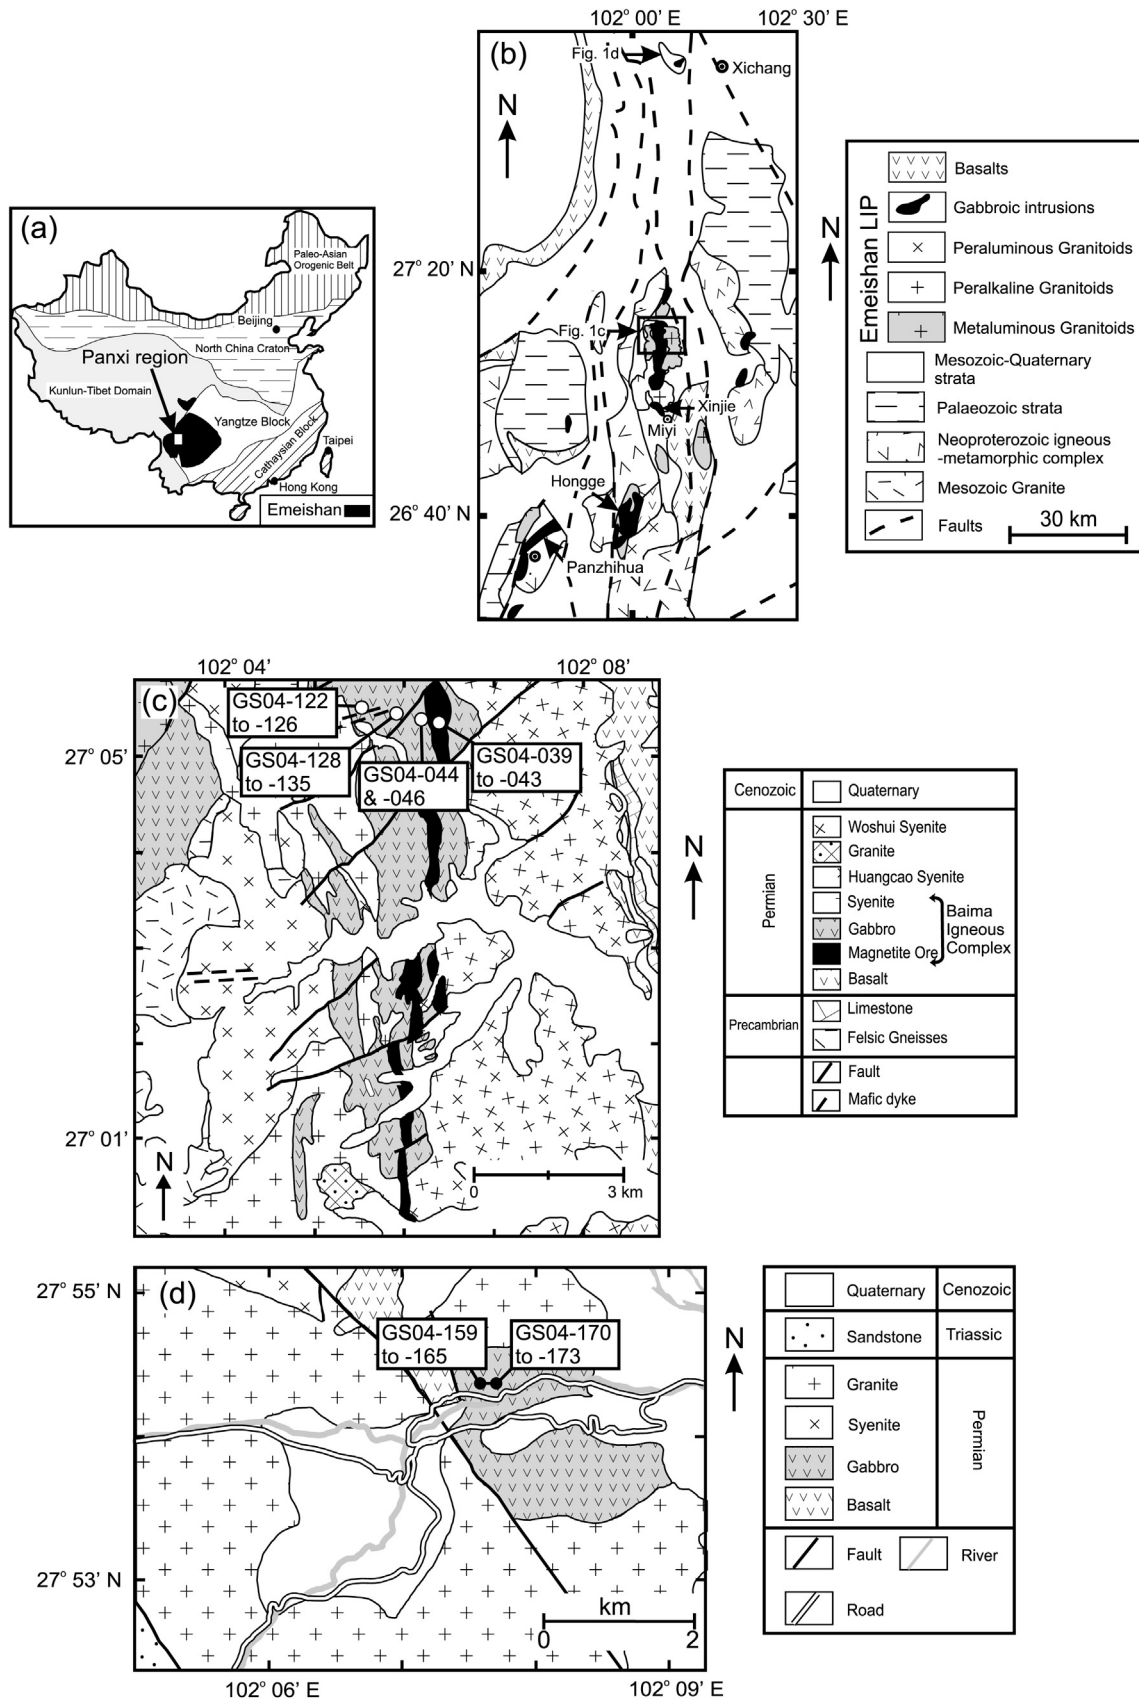 (a)
Paleo-Asian
Orogenic Belt
Beijing
North China Craton
Panxi region
Kunlun-Tibet Domain
Yangtze Block
Cathaysian Block
Taipei
Hong Kong
Emeishan
102° 00' E
102° 30' E
(b)
Fig. 1d
Xichang
N
27° 20' N
Fig. 1c
Xinjie
Miyi
Hongge
26° 40' N
Panzhihua
N
Emeishan LIP
Basalts
Gabbroic intrusions
Peraluminous Granitoids
Peralkaline Granitoids
Metaluminous Granitoids
Mesozoic-Quaternary
strata
Palaeozoic strata
Neoproterozoic igneous
-metamorphic complex
Mesozoic Granite
Faults
30 km
102° 04'
102° 08'
(c)
GS04-122
to -126
27° 05'
GS04-128
to -135
GS04-044
& -046
GS04-039
to -043
27° 01'
N
0
3 km
N
Cenozoic
Quaternary
Permian
Woshui Syenite
Granite
Huangcao Syenite
Syenite
Gabbro
Magnetite Ore
Basalt
Baima
Igneous
Complex
Precambrian
Limestone
Felsic Gneisses
Fault
Mafic dyke
27° 55' N
(d)
GS04-159
to -165
GS04-170
to -173
27° 53' N
km
0
2
102° 06' E
102° 09' E
N
Quaternary
Cenozoic
Sandstone
Triassic
Granite
Syenite
Gabbro
Basalt
Permian
Fault
River
Road